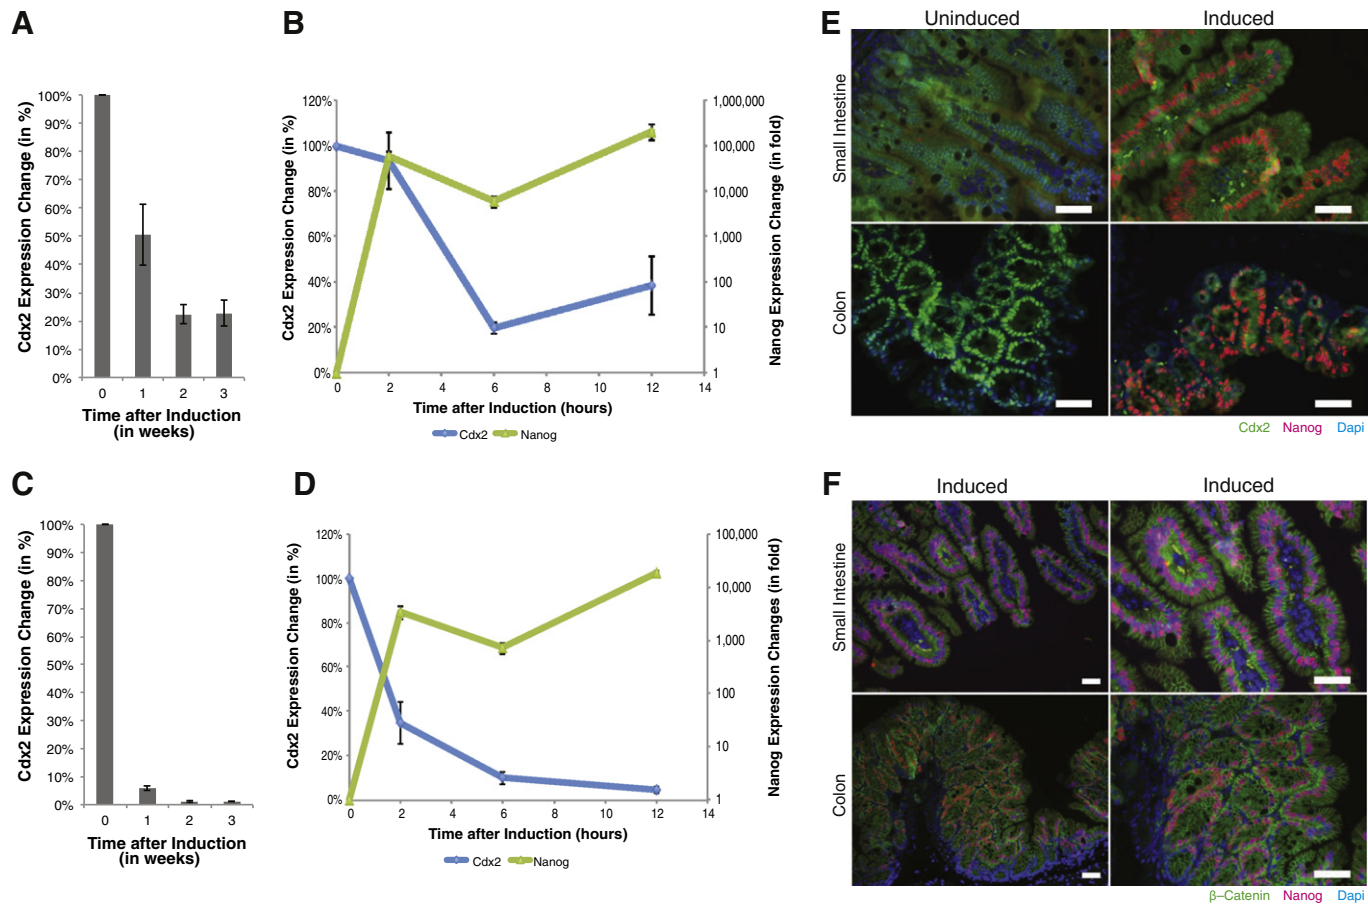 A
Cdx2 Expression Change (in %)
100%
90%
80%
70%
60%
50%
40%
30%
20%
10%
0%
0 1 2 3
Time after Induction
(in weeks)
B
Cdx2 Expression Change (in %)
120%
100%
80%
60%
40%
20%
0%
Nanog Expression Change (in fold)
1,000,000
100,000
10,000
1,000
100
10
1
0 2 4 6 8 10 12 14
Time after Induction (hours)
Cdx2 Nanog
C
Cdx2 Expression Change (in %)
100%
90%
80%
70%
60%
50%
40%
30%
20%
10%
0%
0 1 2 3
Time after Induction
(in weeks)
D
Cdx2 Expression Change (in %)
120%
100%
80%
60%
40%
20%
0%
Nanog Expression Changes (in fold)
100,000
10,000
1,000
100
10
1
0 2 4 6 8 10 12 14
Time after Induction (hours)
Cdx2 Nanog
E
Uninduced Induced
Small Intestine
Colon
Cdx2 Nanog Dapi
F
Induced Induced
Small Intestine
Colon
β–Catenin Nanog Dapi